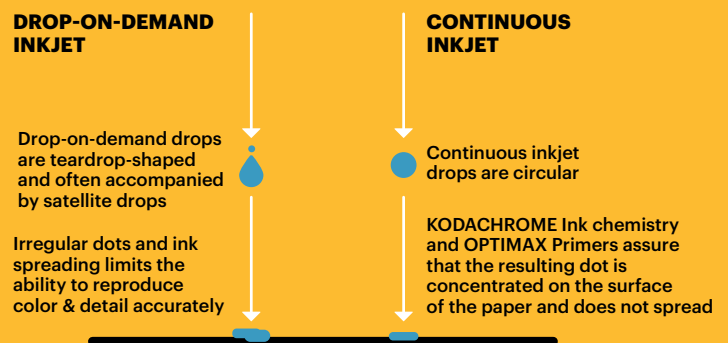 DROP-ON-DEMAND
INKJET
Drop-on-demand drops
are teardrop-shaped
and often accompanied
by satellite drops
Irregular dots and ink
spreading limits the
ability to reproduce
color & detail accurately
CONTINUOUS
INKJET
Continuous inkjet
drops are circular
KODACHROME Ink chemistry
and OPTIMAX Primers assure
that the resulting dot is
concentrated on the surface
of the paper and does not spread